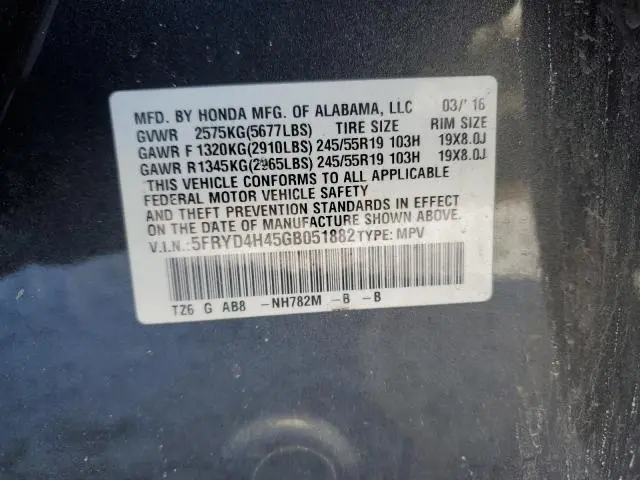 MFD. BY HONDA MFG. OF ALABAMA, LLC 03/'16
GVWR 2575KG(5677LBS) TIRE SIZE RIM SIZE
GAWR F 1320KG(2910LBS) 245/55R19 103H 19X8.0J
GAWR R1345KG(2965LBS) 245/55R19 103H 19X8.0J
THIS VEHICLE CONFORMS TO ALL APPLICABLE
FEDERAL MOTOR VEHICLE SAFETY
AND THEFT PREVENTION STANDARDS IN EFFECT
ON THE DATE OF MANUFACTURE SHOWN ABOVE.
V.I.N.:5FRYD4H45GB051882 TYPE: MPV
TZ6 G AB8 -NH782M -B -B